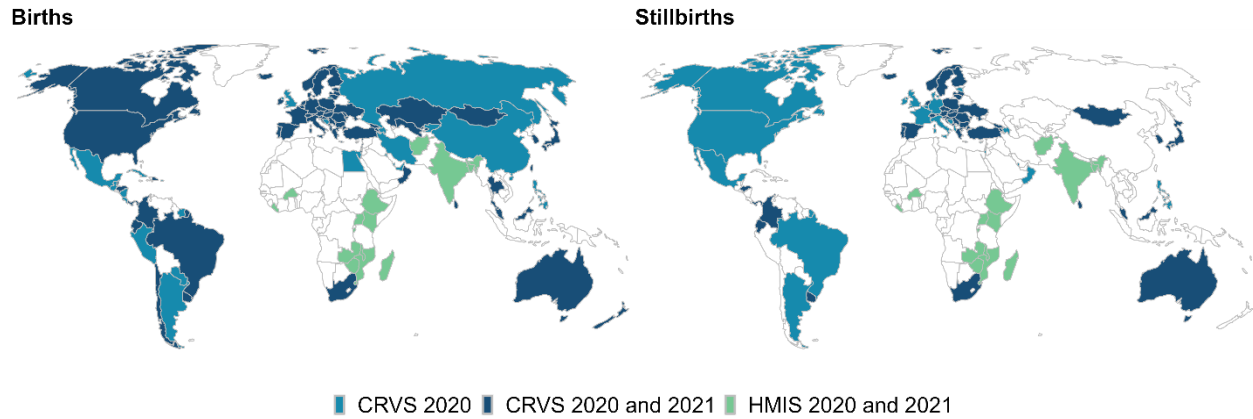 Births
Stillbirths
CRVS 2020
CRVS 2020 and 2021
HMIS 2020 and 2021